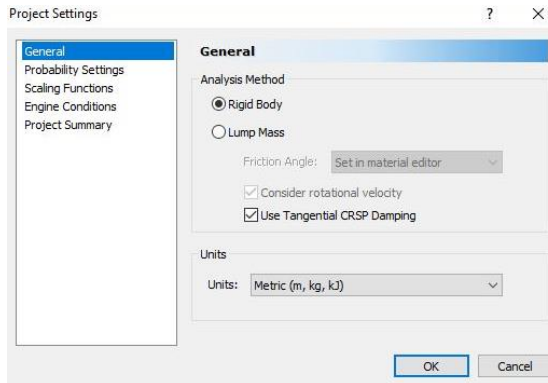 Project Settings
?
General
Probability Settings
Scaling Functions
Engine Conditions
Project Summary
General
Analysis Method
Rigid Body
Lump Mass
Friction Angle: Set in material editor
Consider rotational velocity
Use Tangential CRSP Damping
Units
Units: Metric (m, kg, kJ)
OK Cancel